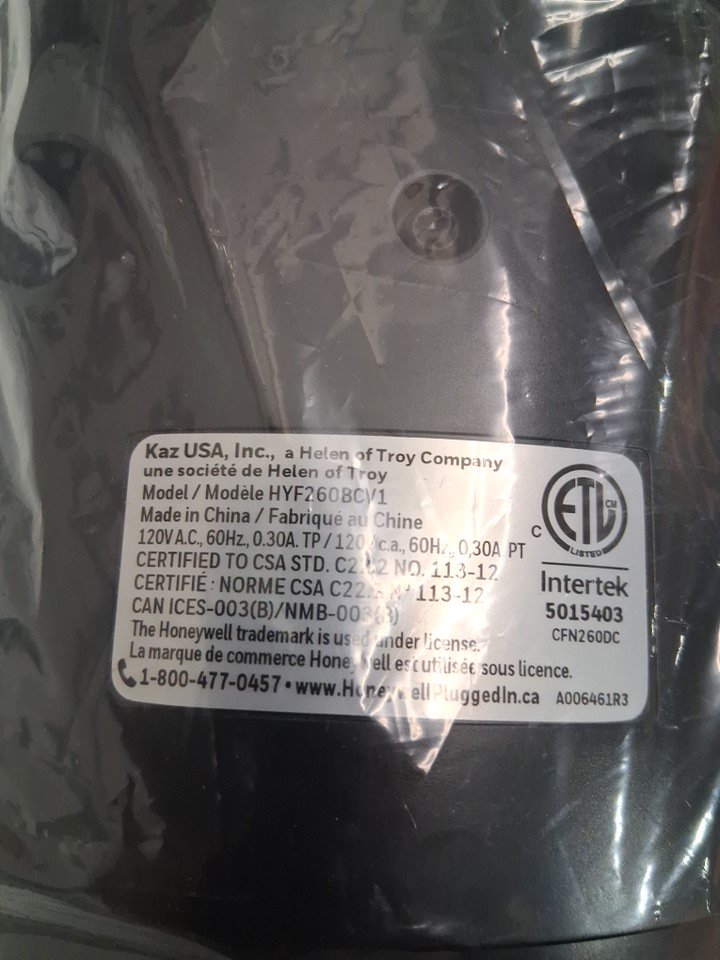 Kaz USA, Inc., a Helen of Troy Company
une société de Helen of Troy
Model / Modèle HYF260BCV1
Made in China / Fabriqué au Chine
120V A.C., 60Hz., 0.30A. TP / 120 c.a., 60Hz., 0,30A PT
CERTIFIED TO CSA STD. NO. 113-12
CERTIFIÉ : NORME CSA 113-12
CAN ICES-003(B)/NMB-003(B)
The Honeywell trademark is used under license.
La marque de commerce Honeywell est utilisée sous licence.
1-800-477-0457 • www.HoneywellPluggedIn.ca
A006461R3
ETL CM
C
LISTED
Intertek
5015403
CFN260DC